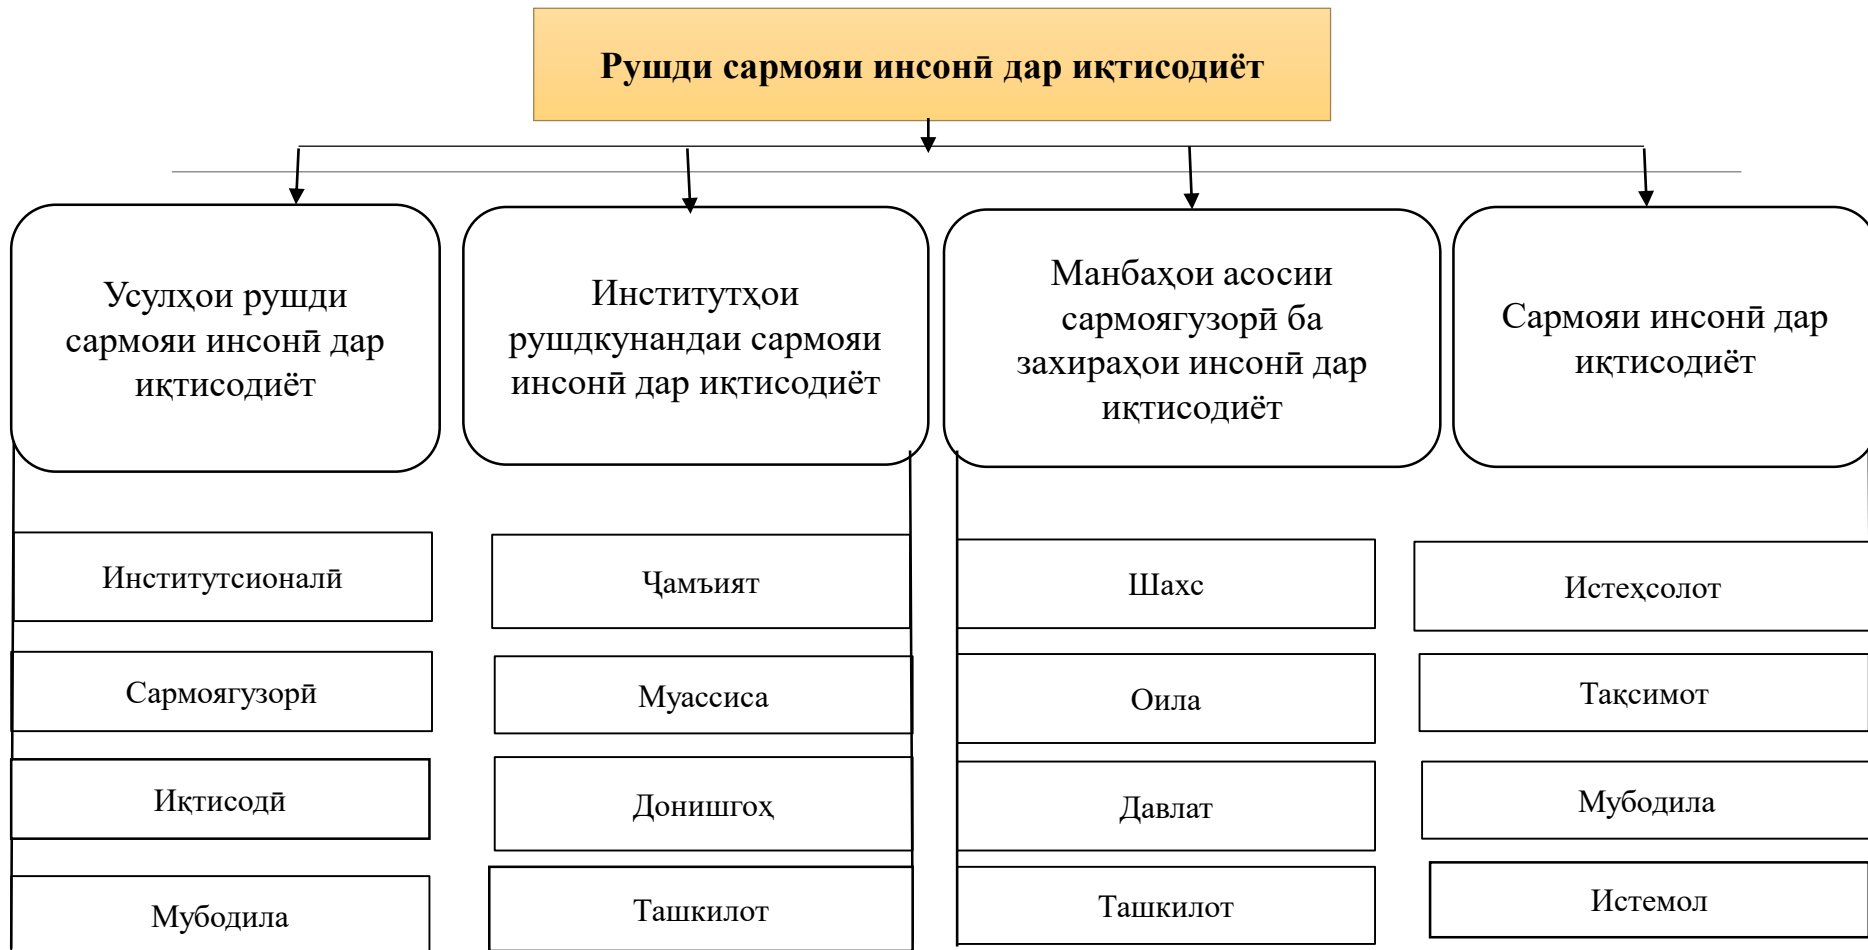 Рушди сармояи инсонӣ дар иқтисодиёт
Усулҳои рушди
сармояи инсонӣ дар
иқтисодиёт
Институтҳои
рушдкунандаи сармояи
инсонӣ дар иқтисодиёт
Манбаҳои асосии
сармоягузорӣ ба
захираҳои инсонӣ дар
иқтисодиёт
Сармояи инсонӣ дар
иқтисодиёт
Институтсионалӣ
Сармоягузорӣ
Иқтисодӣ
Мубодила
Ҷамъият
Муассиса
Донишгоҳ
Ташкилот
Шахс
Оила
Давлат
Ташкилот
Истеҳсолот
Тақсимот
Мубодила
Истемол